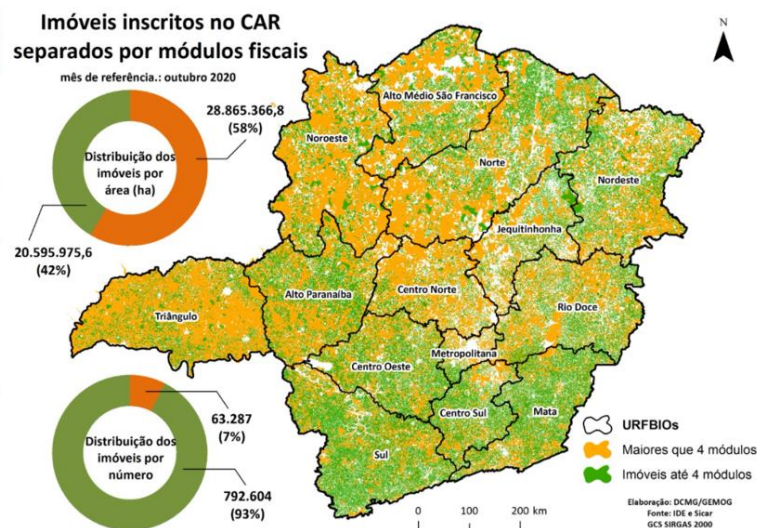 Imóveis inscritos no CAR
separados por módulos fiscais
mês de referência.: outubro 2020
28.865.366,8
(58%)
Distribuição dos
imóveis por
área (ha)
20.595.975,6
(42%)
N
Alto Médio São Francisco
Noroeste
Norte
Nordeste
Jequitinhonha
Alto Paranaíba
Centro Norte
Triângulo
Rio Doce
Metropolitana
Centro Oeste
Centro Sul
Mata
Sul
63.287
(7%)
Distribuição dos
imóveis por
número
792.604
(93%)
URFBIOs
Maiores que 4 módulos
Imóveis até 4 módulos
0 100 200 km
Elaboração: DCMG/GEMOG
Fonte: IDE e Sicar
GCS SIRGAS 2000